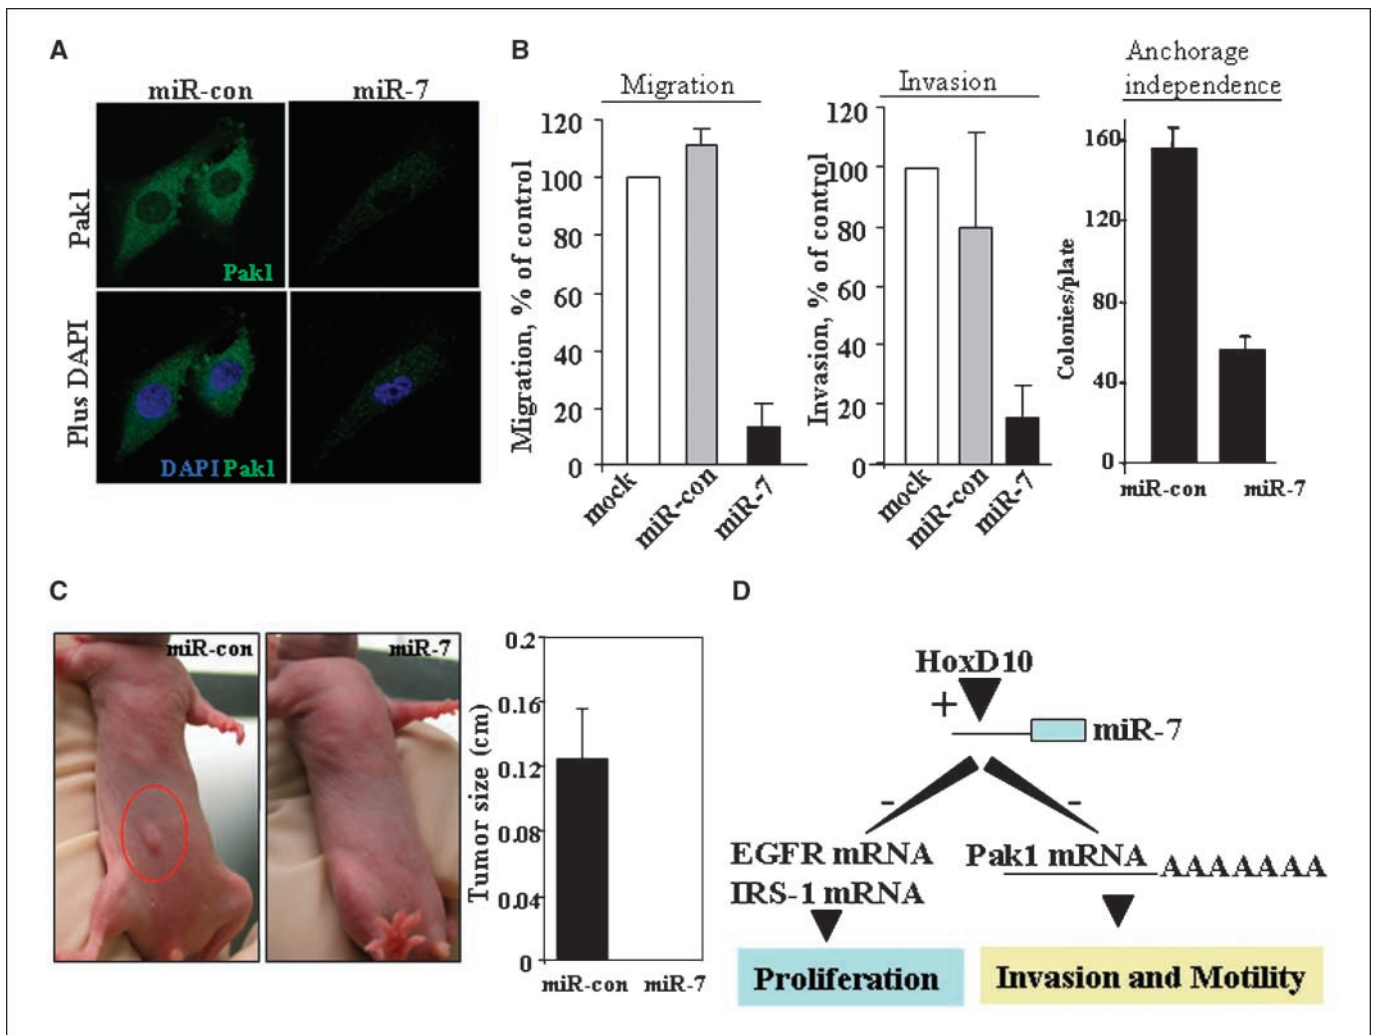 A
miR-con
miR-7
Pak1
Pak1
Plus DAPI
DAPI Pak1
B
Migration
Migration, % of control
120
100
80
60
40
20
0
mock
miR-con
miR-7
Invasion
Invasion, % of control
120
100
80
60
40
20
0
mock
miR-con
miR-7
Anchorage
independence
Colonies/plate
160
120
80
40
0
miR-con
miR-7
C
miR-con
miR-7
Tumor size (cm)
0.2
0.16
0.12
0.08
0.04
0
miR-con
miR-7
D
HoxD10
+
miR-7
-
-
EGFR mRNA
IRS-1 mRNA
Pak1 mRNA AAAAAAA
Proliferation
Invasion and Motility